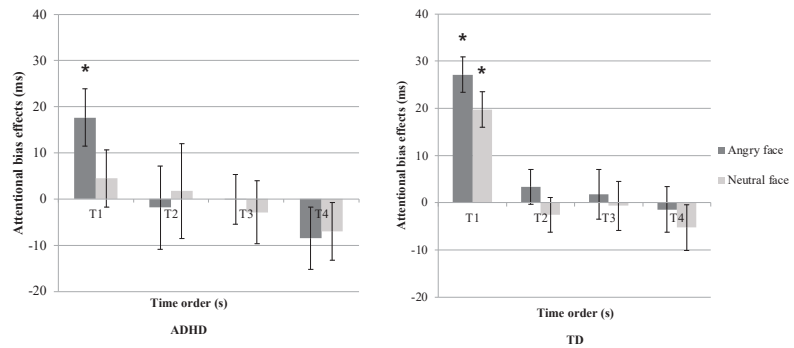 Attentional bias effects (ms)
40
30
20
10
0
-10
-20
*
T1
T2
T3
T4
Time order (s)
ADHD
Attentional bias effects (ms)
40
30
20
10
0
-10
-20
*
*
T1
T2
T3
T4
Time order (s)
TD
Angry face
Neutral face